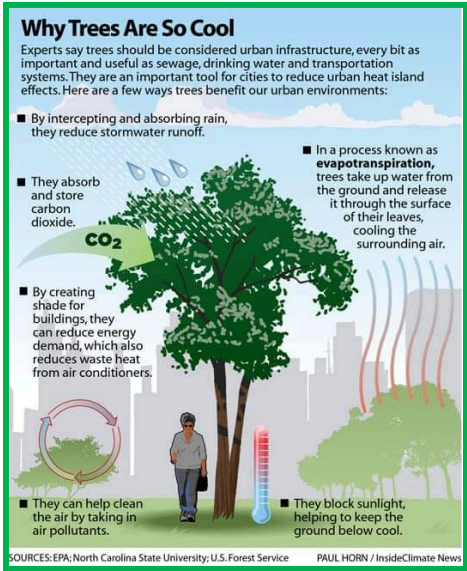 Why Trees Are So Cool
Experts say trees should be considered urban infrastructure, every bit as
important and useful as sewage, drinking water and transportation
systems. They are an important tool for cities to reduce urban heat island
effects. Here are a few ways trees benefit our urban environments:
■ By intercepting and absorbing rain,
they reduce stormwater runoff.
■ They absorb
and store
carbon
dioxide.
CO2
■ In a process known as
evapotranspiration,
trees take up water from
the ground and release
it through the surface
of their leaves,
cooling the
surrounding air.
■ By creating
shade for
buildings, they
can reduce energy
demand, which also
reduces waste heat
from air conditioners.
■ They can help clean
the air by taking in
air pollutants.
■ They block sunlight,
helping to keep the
ground below cool.
SOURCES: EPA; North Carolina State University; U.S. Forest Service
PAUL HORN / InsideClimate News